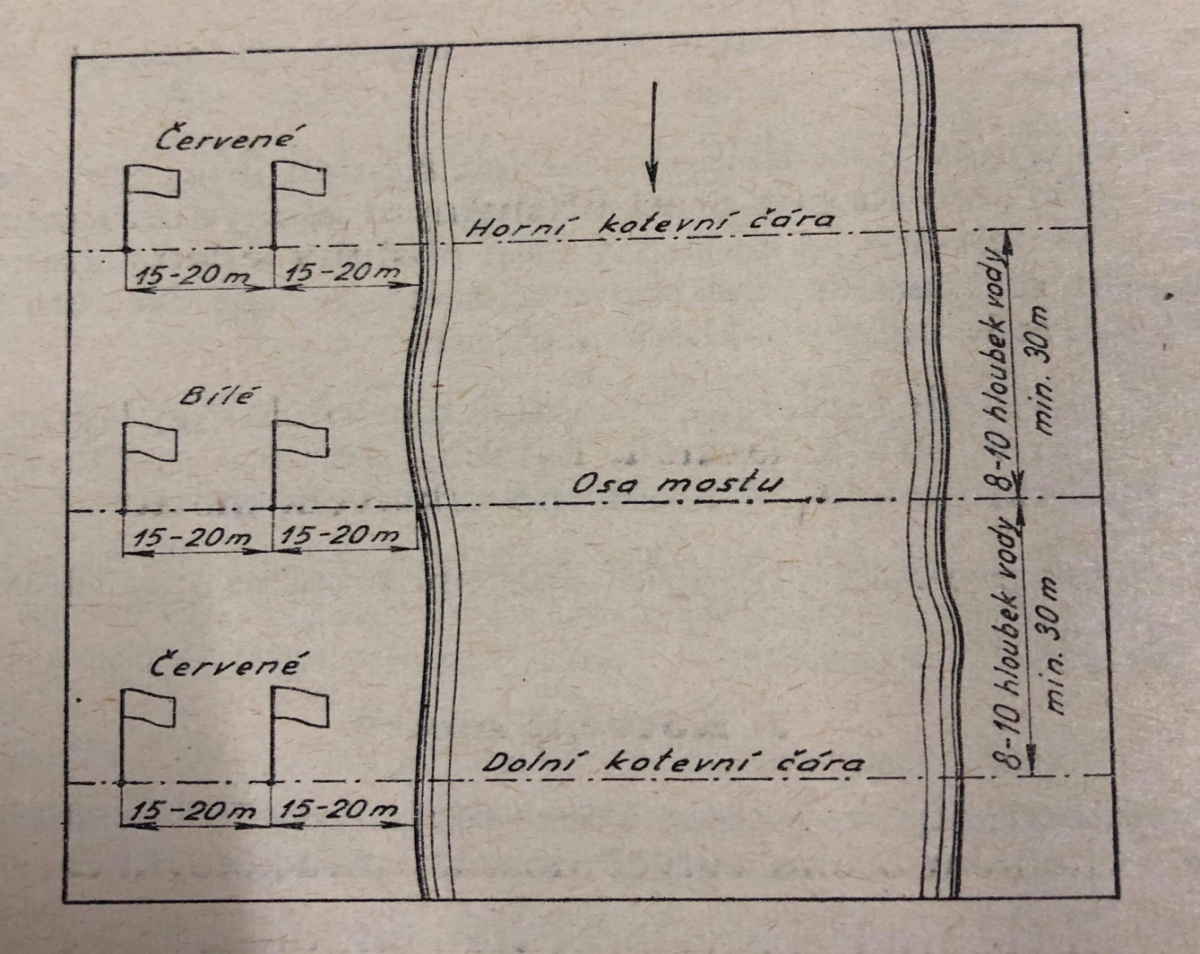 Červené
Horní kotevní čára
15-20m 15-20m
8-10 hloubek vody
min. 30m
Bílé
Osa mostu
15-20m 15-20m
8-10 hloubek vody
min. 30m
Červené
Dolní kotevní čára
15-20m 15-20m